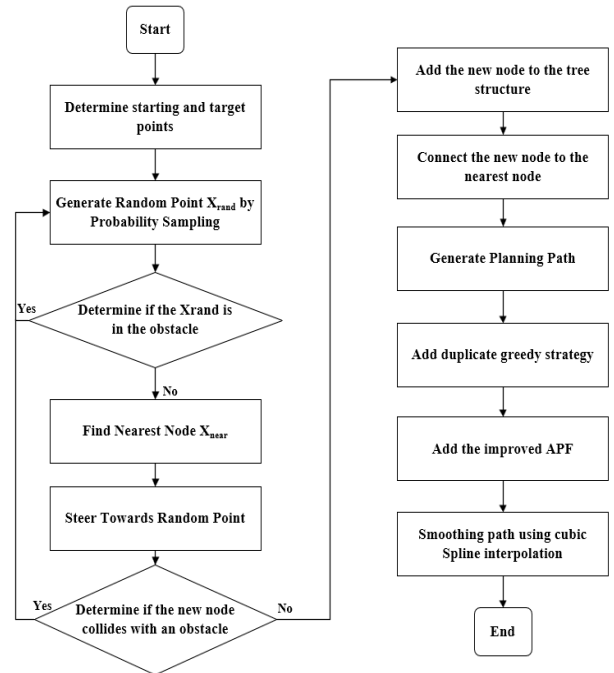 Start
Determine starting and target
points
Generate Random Point Xrand by
Probability Sampling
Yes
Determine if the Xrand is
in the obstacle
No
Find Nearest Node Xnear
Steer Towards Random Point
Yes
Determine if the new node
collides with an obstacle
No
Add the new node to the tree
structure
Connect the new node to the
nearest node
Generate Planning Path
Add duplicate greedy strategy
Add the improved APF
Smoothing path using cubic
Spline interpolation
End